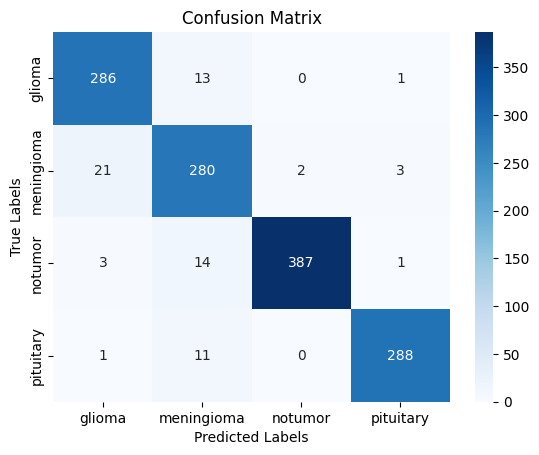 Confusion Matrix
True Labels
glioma
meningioma
notumor
pituitary
286 13 0 1
21 280 2 3
3 14 387 1
1 11 0 288
glioma meningioma notumor pituitary
Predicted Labels
350
300
250
200
150
100
50
0